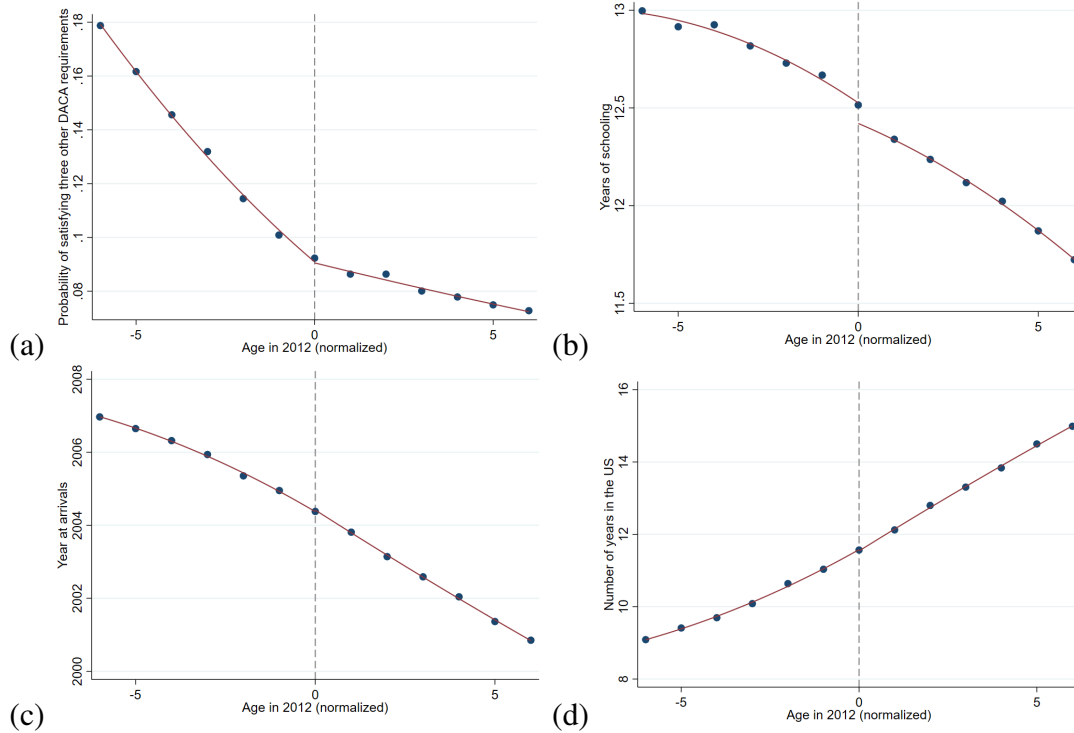 Probability of satisfying three other DACA requirements
.18
.16
.14
.12
.1
.08
-5
0
5
Age in 2012 (normalized)
(a)
Years of schooling
13
12.5
12
11.5
-5
0
5
Age in 2012 (normalized)
(b)
Year at arrivals
2008
2006
2004
2002
2000
-5
0
5
Age in 2012 (normalized)
(c)
Number of years in the US
16
14
12
10
8
-5
0
5
Age in 2012 (normalized)
(d)